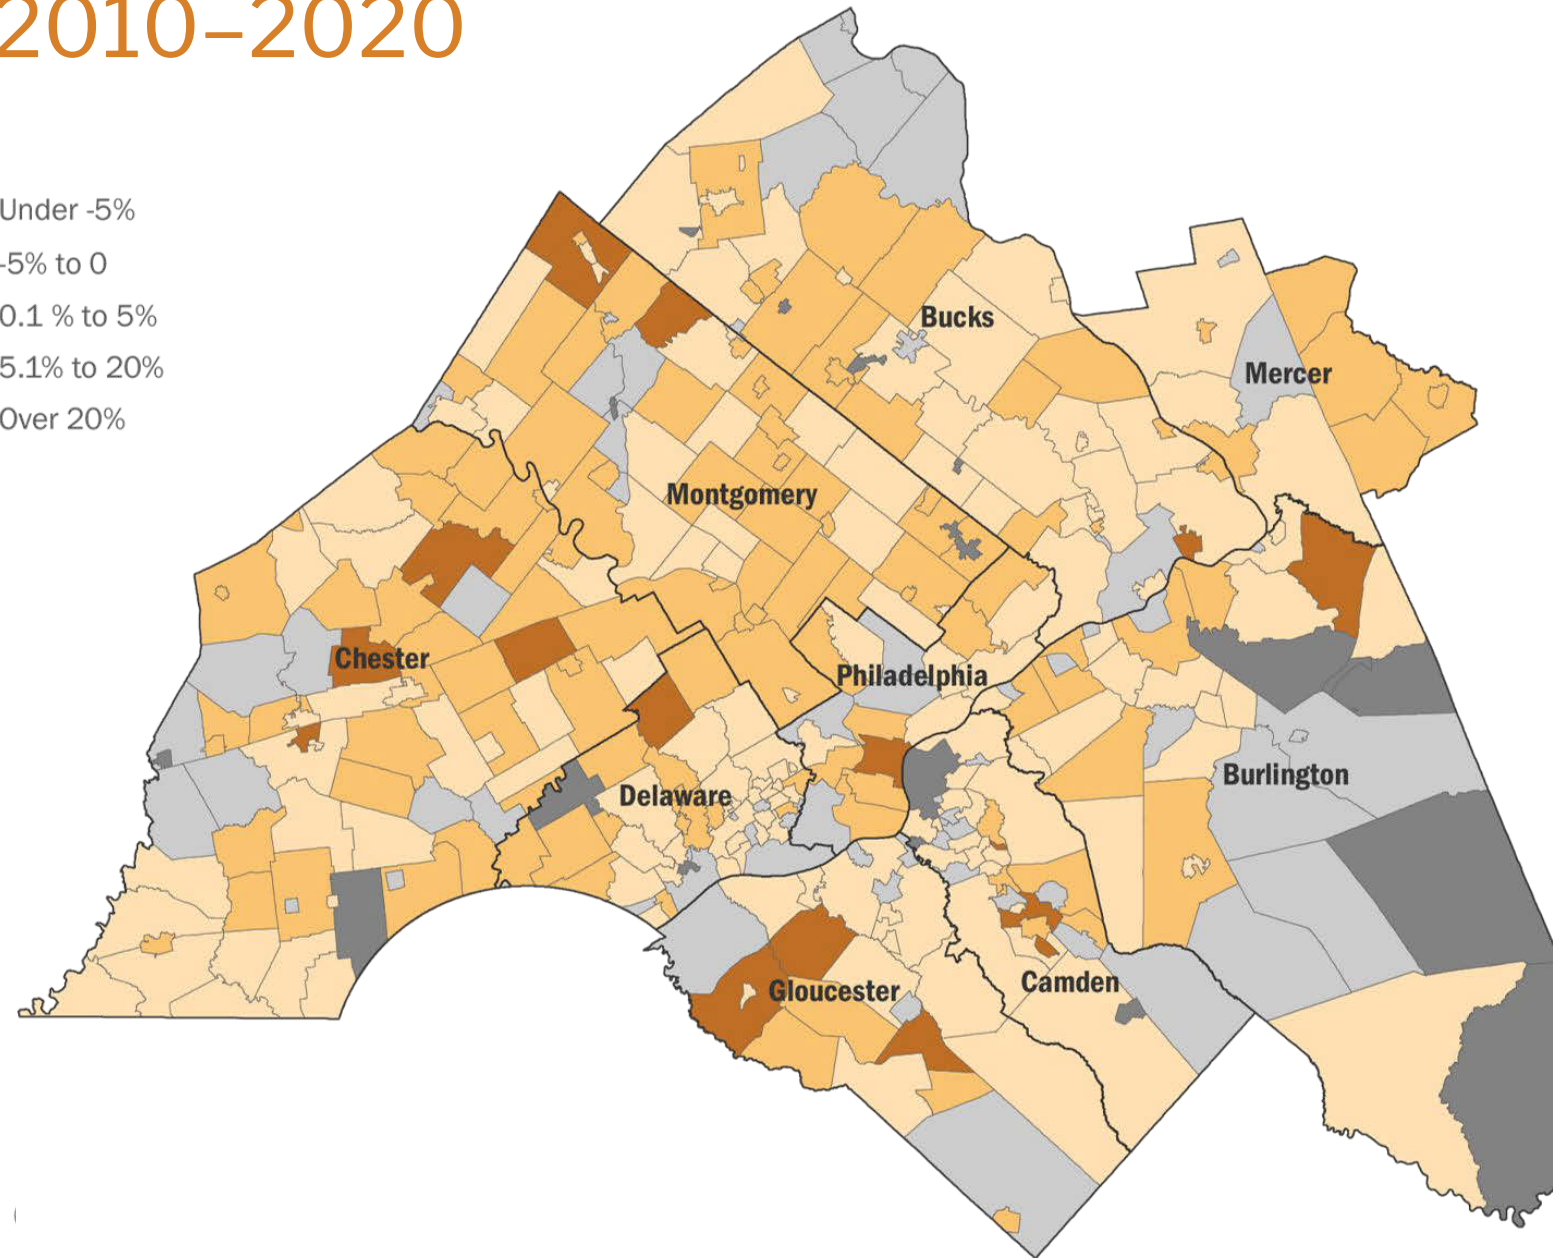 2010–2020
Under -5%
-5% to 0
0.1 % to 5%
5.1% to 20%
Over 20%
Bucks
Mercer
Montgomery
Chester
Philadelphia
Burlington
Delaware
Camden
Gloucester